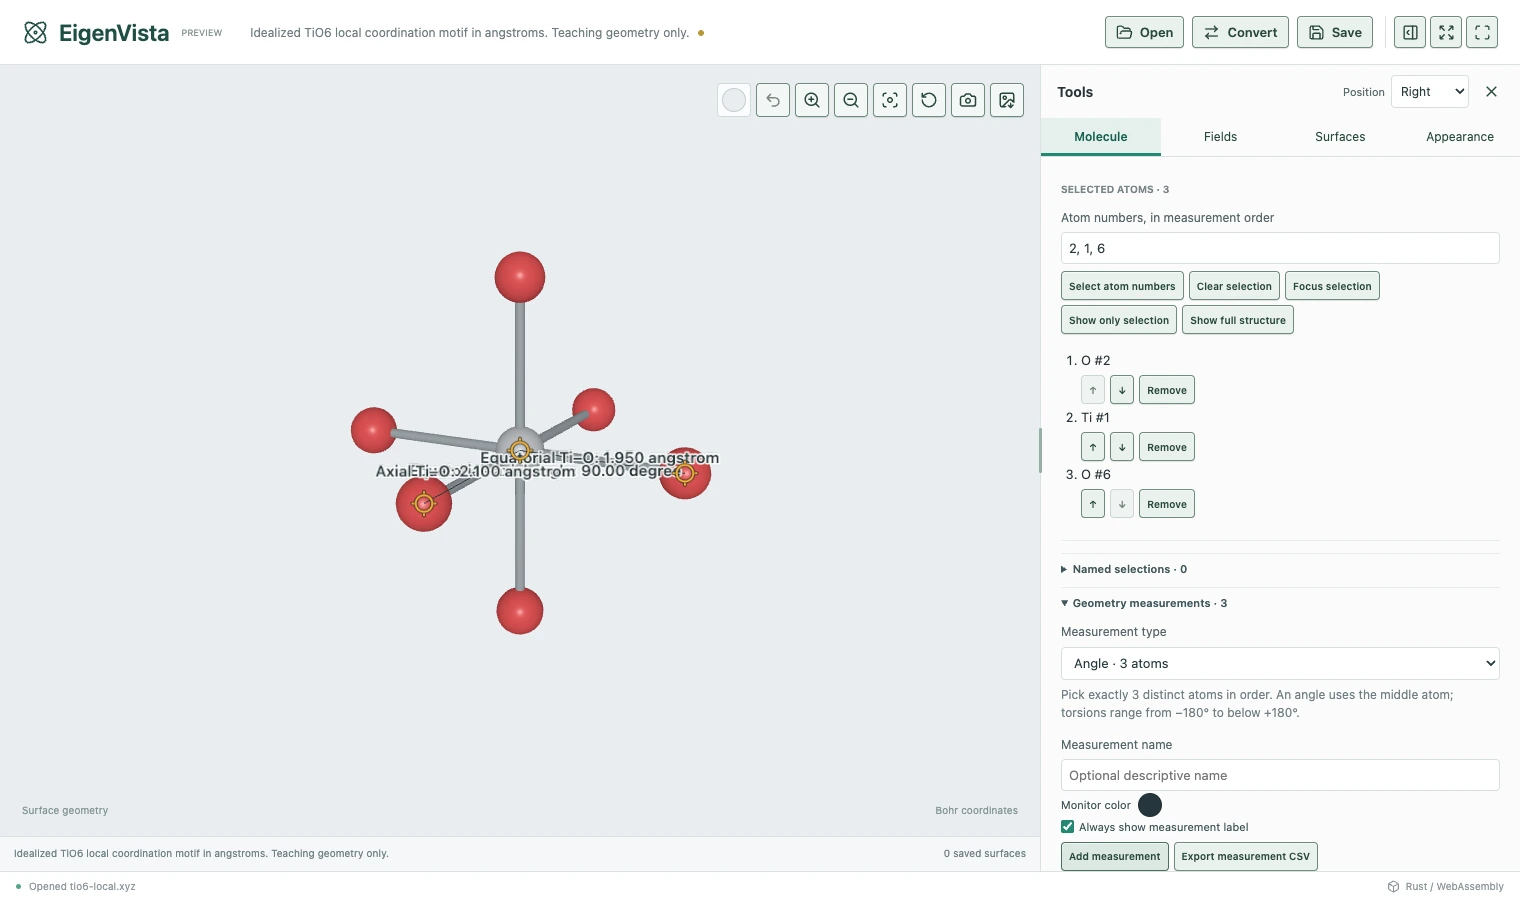 EigenVista PREVIEW Idealized TiO6 local coordination motif in angstroms. Teaching geometry only.
Open Convert Save
Tools Position Right
Molecule Fields Surfaces Appearance
SELECTED ATOMS · 3
Atom numbers, in measurement order
2, 1, 6
Select atom numbers Clear selection Focus selection
Show only selection Show full structure
1. O #2
↑ ↓ Remove
2. Ti #1
↑ ↓ Remove
3. O #6
↑ ↓ Remove
Named selections · 0
Geometry measurements · 3
Measurement type
Angle · 3 atoms
Pick exactly 3 distinct atoms in order. An angle uses the middle atom;
torsions range from −180° to below +180°.
Measurement name
Optional descriptive name
Monitor color
Always show measurement label
Add measurement Export measurement CSV
Equatorial Ti=O: 1.950 angstrom
Axial Ti=O: 2.100 angstrom 90.00 degree
Surface geometry Bohr coordinates
Idealized TiO6 local coordination motif in angstroms. Teaching geometry only. 0 saved surfaces
Opened tio6-local.xyz Rust / WebAssembly